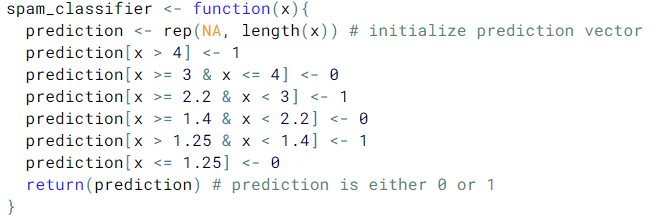 spam_classifier <- function(x){
  prediction <- rep(NA, length(x)) # initialize prediction vector
  prediction[x > 4] <- 1
  prediction[x >= 3 & x <= 4] <- 0
  prediction[x >= 2.2 & x < 3] <- 1
  prediction[x >= 1.4 & x < 2.2] <- 0
  prediction[x > 1.25 & x < 1.4] <- 1
  prediction[x <= 1.25] <- 0
  return(prediction) # prediction is either 0 or 1
}